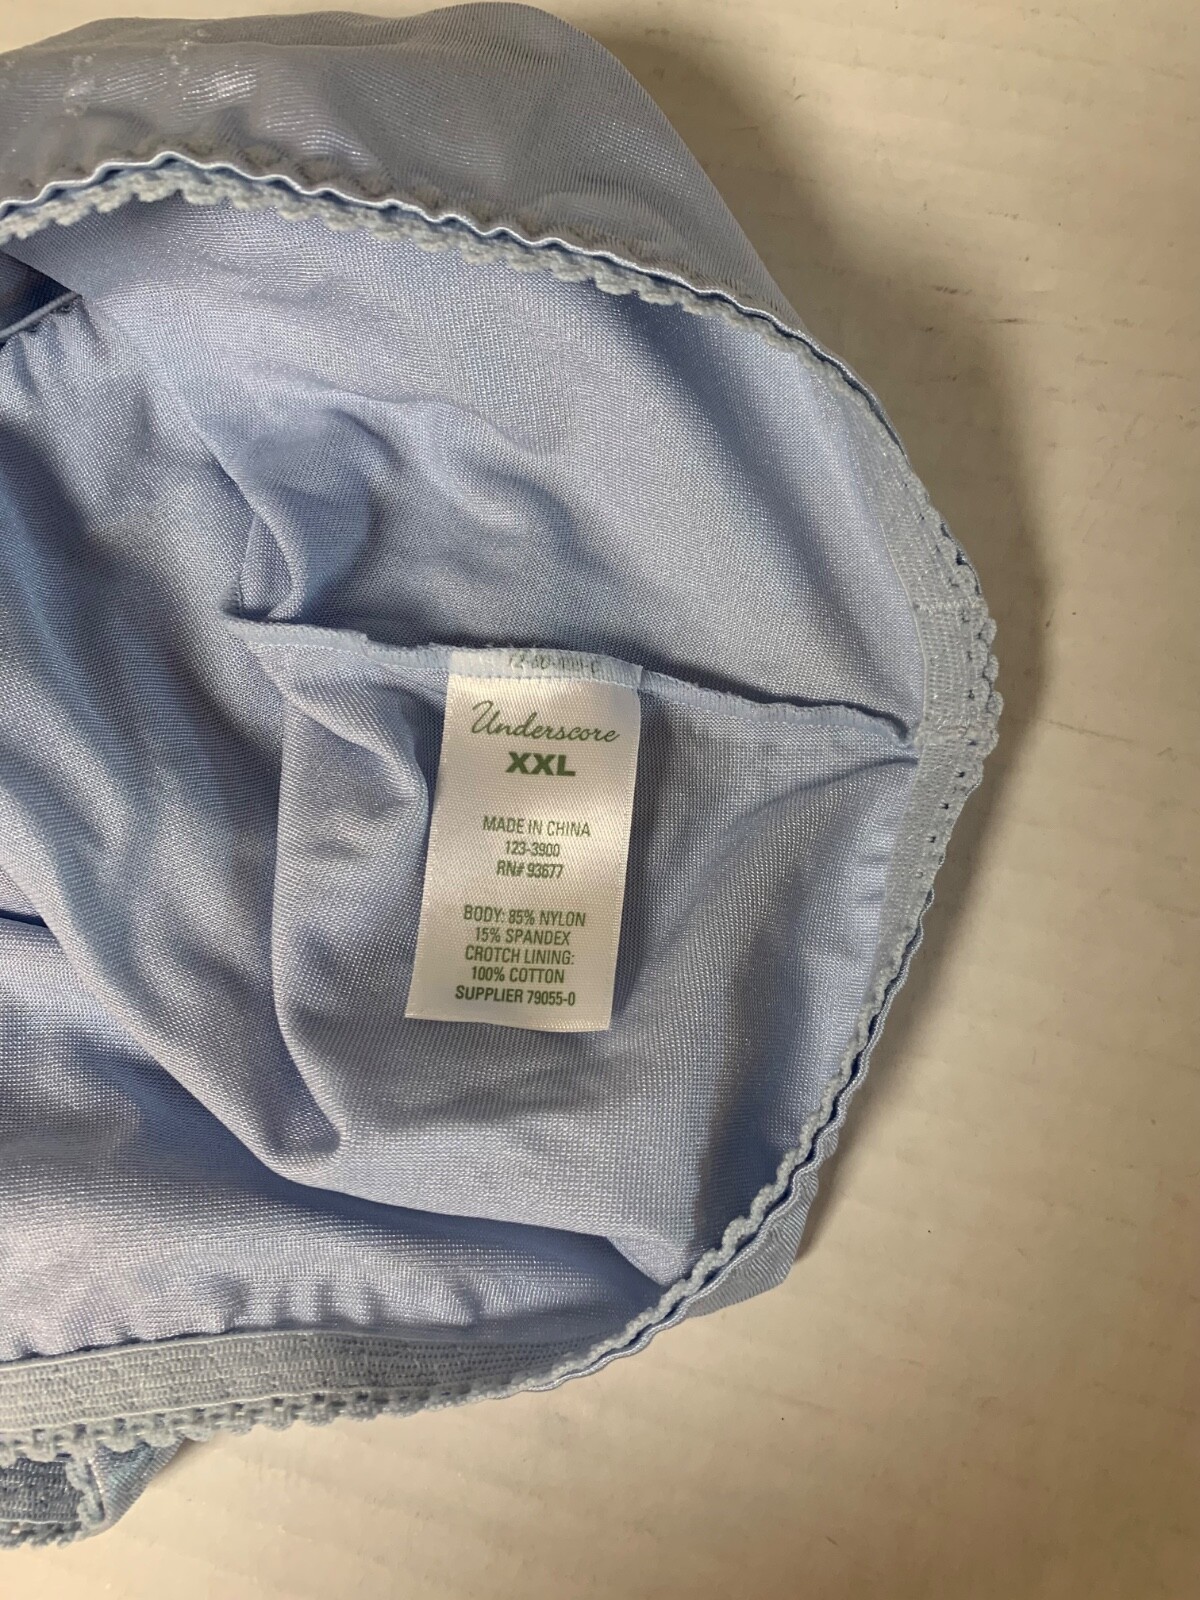 Underscore
XXL
MADE IN CHINA
123-3900
RN# 93677
BODY: 85% NYLON
15% SPANDEX
CROTCH LINING:
100% COTTON
SUPPLIER 79055-0